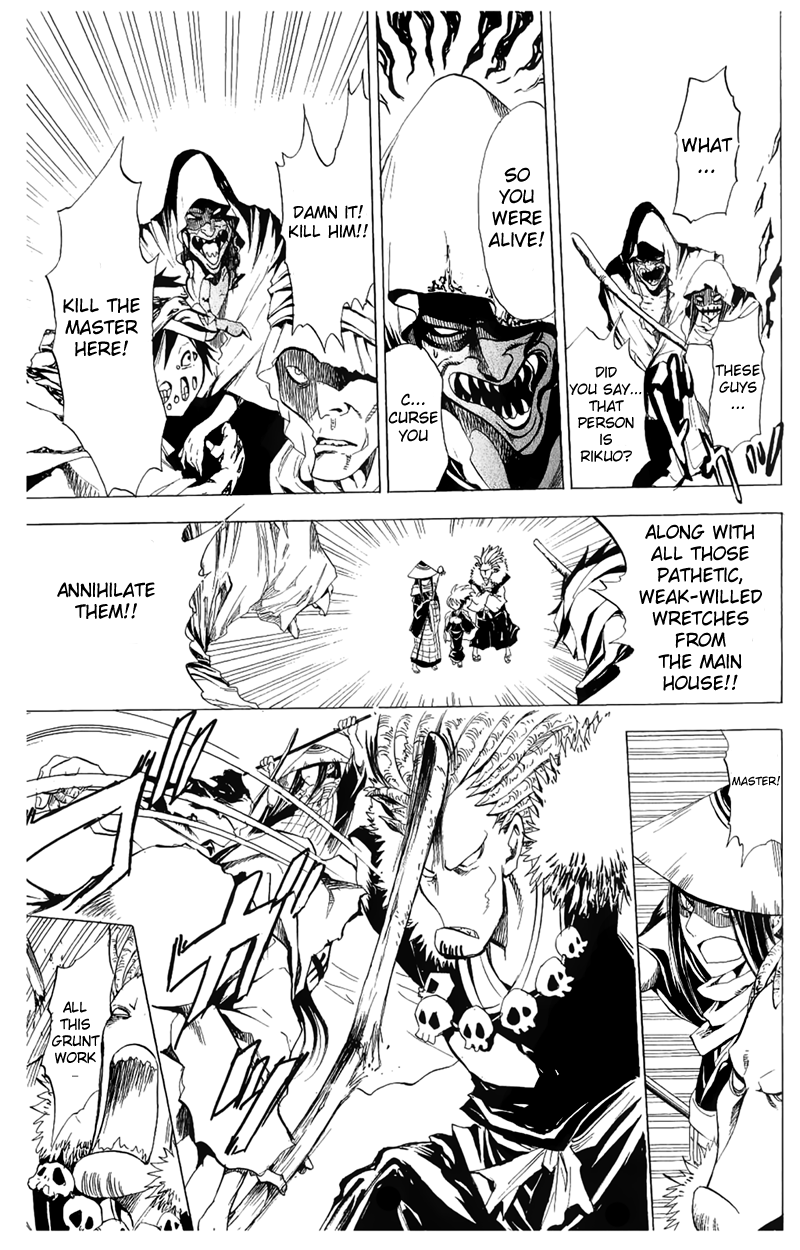 WHAT
...
THESE
GUYS
...
DID
YOU SAY...
THAT
PERSON
IS
RIKUO?
SO
YOU
WERE
ALIVE!
C...
CURSE
YOU
DAMN IT!
KILL HIM!!
KILL THE
MASTER
HERE!
ALONG WITH
ALL THOSE
PATHETIC,
WEAK-WILLED
WRETCHES
FROM
THE MAIN
HOUSE!!
ANNIHILATE
THEM!!
MASTER!
ALL
THIS
GRUNT
WORK